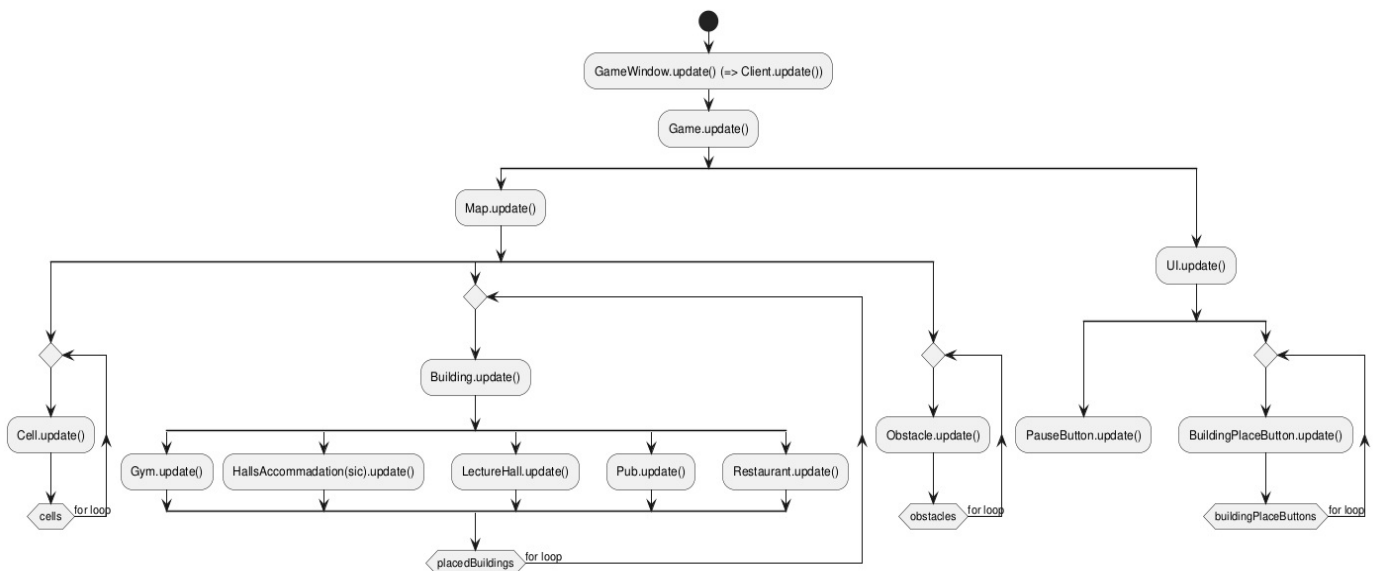 GameWindow.update() (=> Client.update())
Game.update()
Map.update()
UI.update()
Building.update()
Cell.update()
Obstacle.update()
PauseButton.update()
BuildingPlaceButton.update()
Gym.update()
HallsAccommadation(sic).update()
LectureHall.update()
Pub.update()
Restaurant.update()
cells
for loop
obstacles
for loop
buildingPlaceButtons
for loop
placedBuildings
for loop